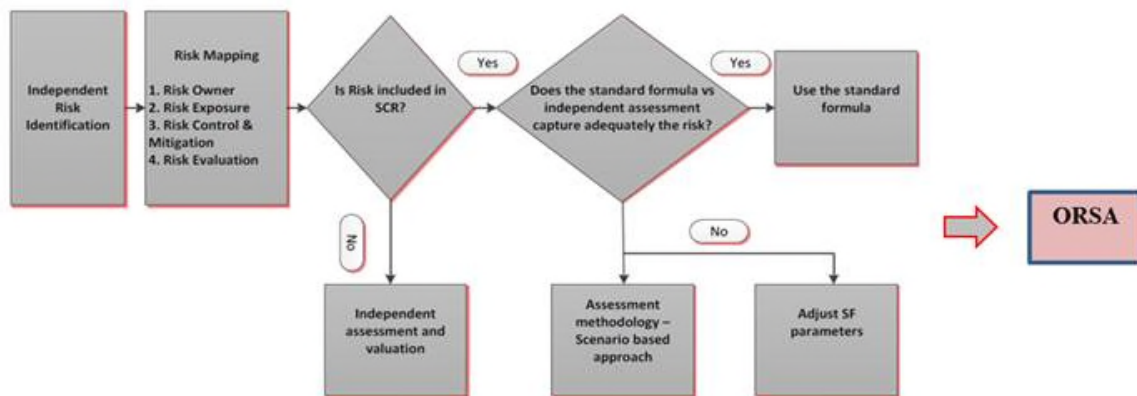 Independent
Risk
Identification
Risk Mapping
1. Risk Owner
2. Risk Exposure
3. Risk Control &
Mitigation
4. Risk Evaluation
Is Risk included in
SCR?
Yes
Does the standard formula vs
independent assessment
capture adequately the risk?
Yes
Use the standard
formula
No
Independent
assessment and
valuation
No
Assessment
methodology –
Scenario based
approach
Adjust SF
parameters
ORSA